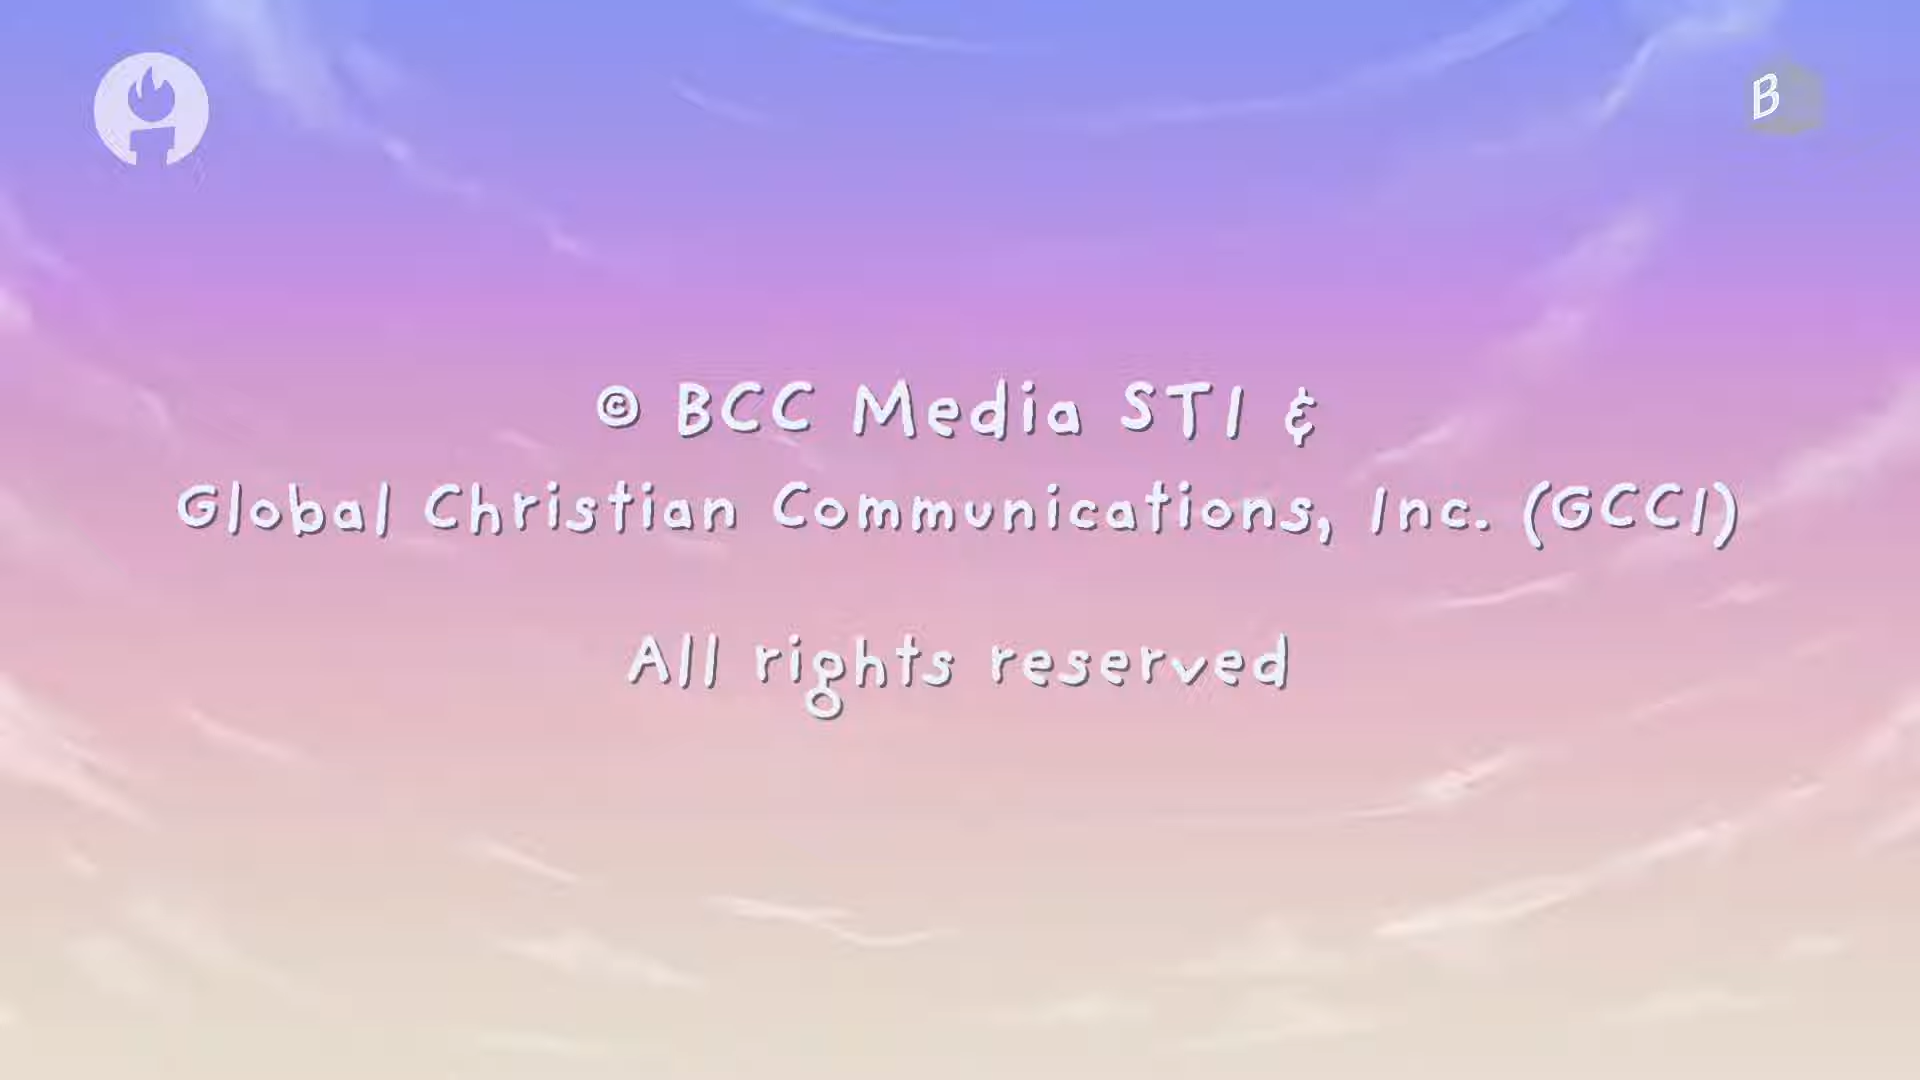 B
© BCC Media STI &
Global Christian Communications, Inc. (GCCI)
All rights reserved